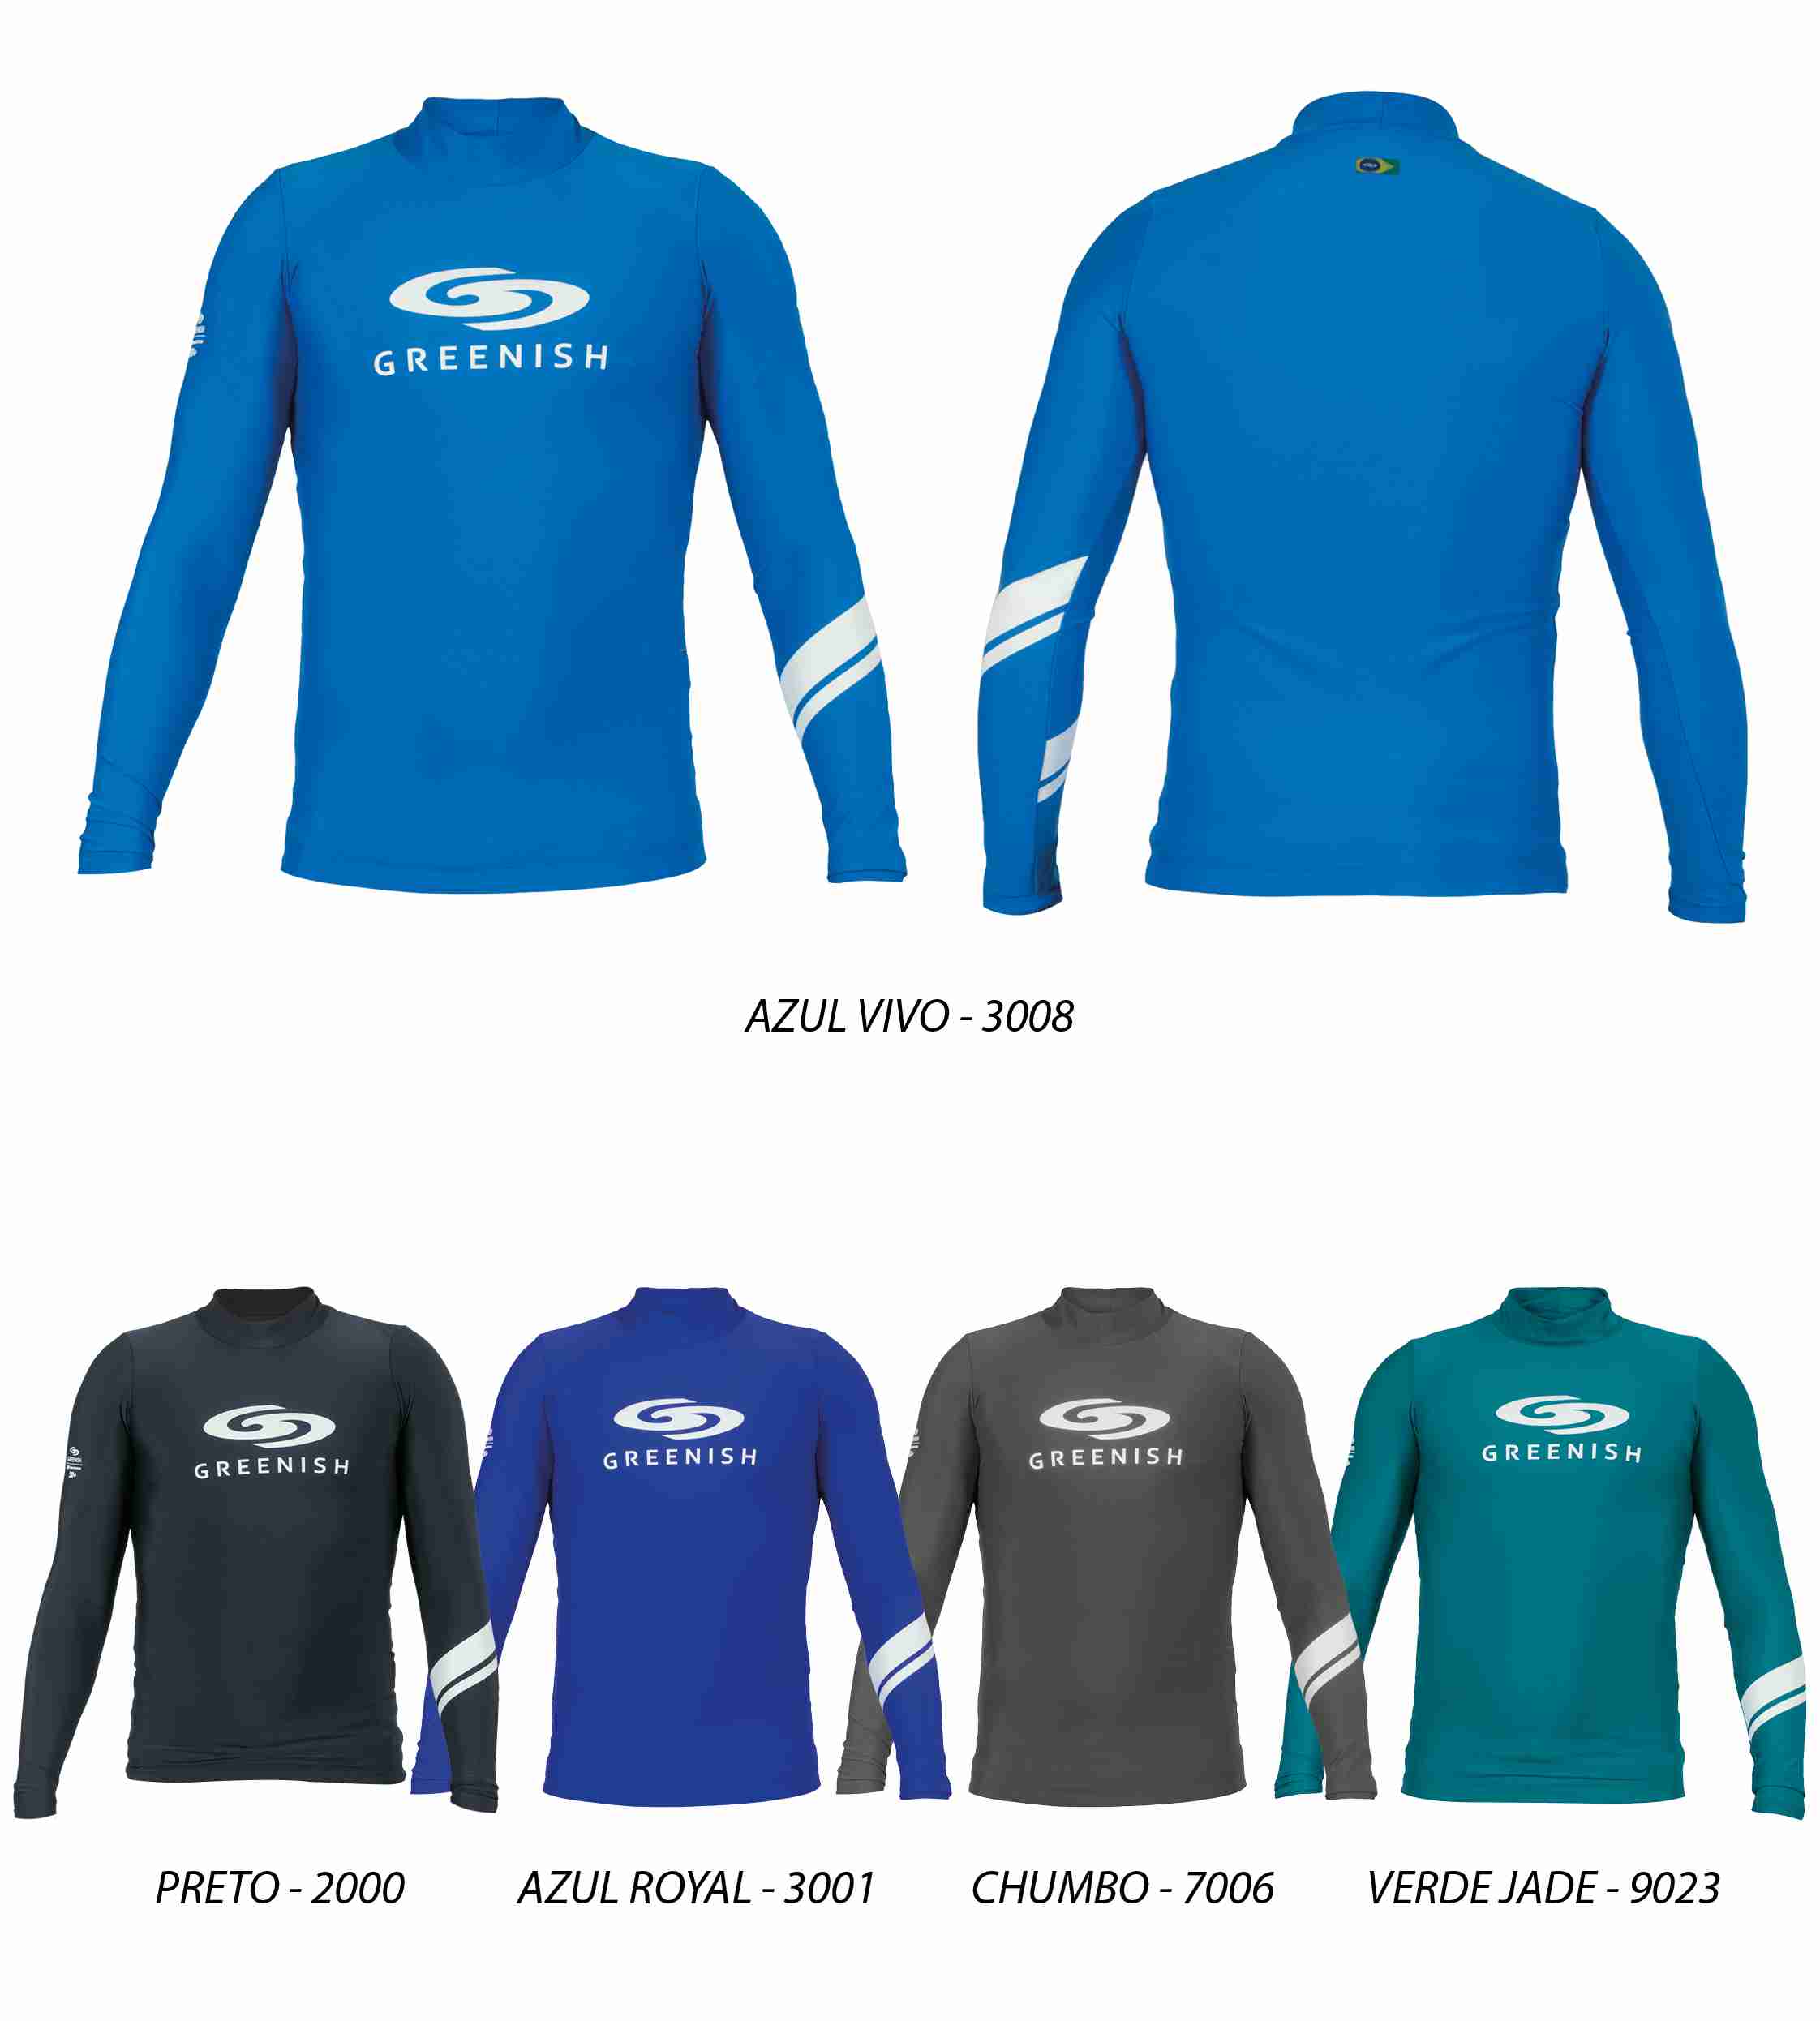 GREENISH
AZUL VIVO - 3008
GREENISH
GREENISH
GREENISH
GREENISH
PRETO - 2000
AZUL ROYAL - 3001
CHUMBO - 7006
VERDE JADE - 9023